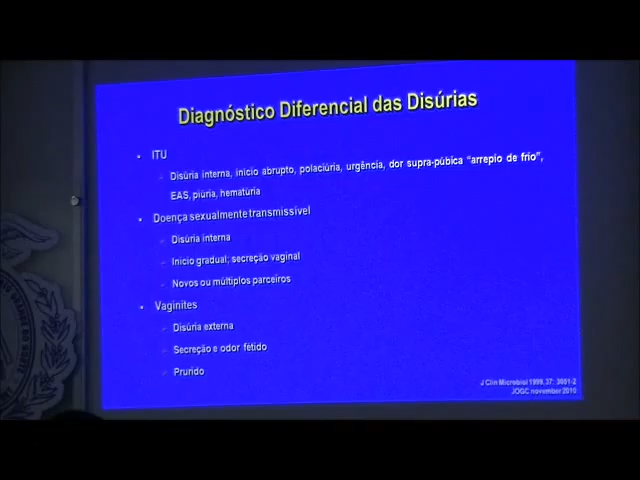 Diagnóstico Diferencial das Disúrias
ITU
Disúria interna, início abrupto, polaciúria, urgência, dor supra-púbica “arrepio de frio”,
EAS, piúria, hematúria
Doença sexualmente transmissível
Disúria interna
Início gradual; secreção vaginal
Novos ou múltiplos parceiros
Vaginites
Disúria externa
Secreção e odor fétido
Prurido
J Clin Microbiol 1999, 37: 3051-2
JOGC november 2010